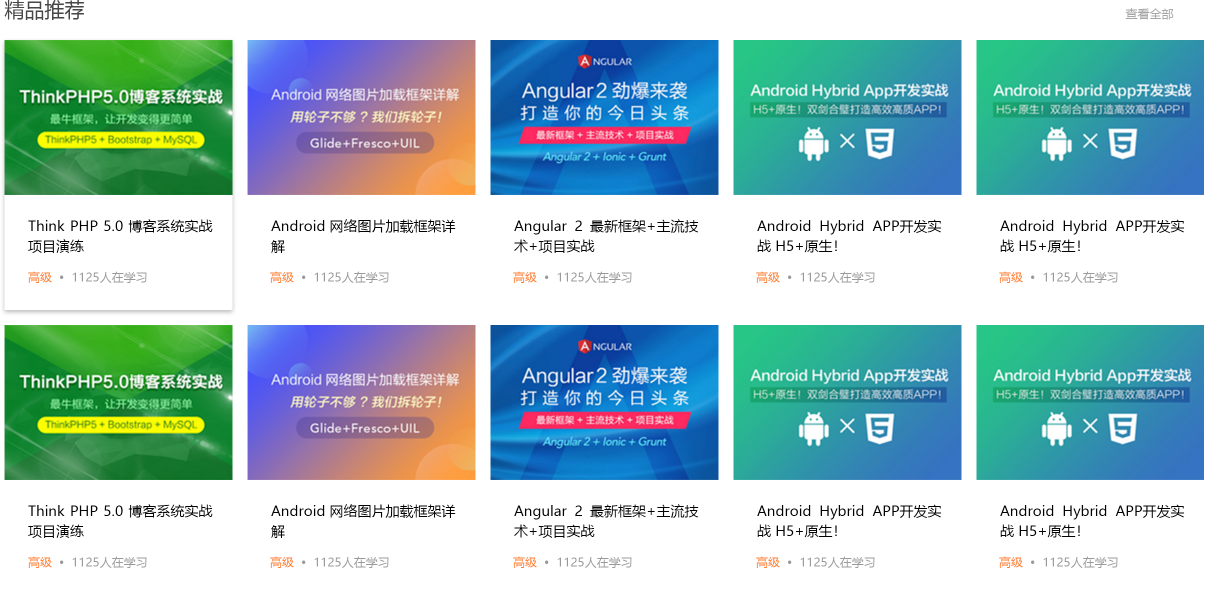 精品推荐
查看全部
ThinkPHP5.0博客系统实战
最牛框架，让开发变得更简单
ThinkPHP5 + Bootstrap + MySQL
Think PHP 5.0 博客系统实战
项目演练
高级 • 1125人在学习
Android 网络图片加载框架详解
用轮子不够？我们拆轮子！
Glide+Fresco+UIL
Android 网络图片加载框架详
解
高级 • 1125人在学习
ANGULAR
Angular2 劲爆来袭
打造你的今日头条
最新框架 + 主流技术 + 项目实战
Angular 2 + Ionic + Grunt
Angular 2 最新框架+主流技
术+项目实战
高级 • 1125人在学习
Android Hybrid App开发实战
H5+原生！双剑合璧打造高效高质APP！
Android Hybrid APP开发实
战 H5+原生！
高级 • 1125人在学习
Android Hybrid App开发实战
H5+原生！双剑合璧打造高效高质APP！
Android Hybrid APP开发实
战 H5+原生！
高级 • 1125人在学习
ThinkPHP5.0博客系统实战
最牛框架，让开发变得更简单
ThinkPHP5 + Bootstrap + MySQL
Think PHP 5.0 博客系统实战
项目演练
高级 • 1125人在学习
Android 网络图片加载框架详解
用轮子不够？我们拆轮子！
Glide+Fresco+UIL
Android 网络图片加载框架详
解
高级 • 1125人在学习
ANGULAR
Angular2 劲爆来袭
打造你的今日头条
最新框架 + 主流技术 + 项目实战
Angular 2 + Ionic + Grunt
Angular 2 最新框架+主流技
术+项目实战
高级 • 1125人在学习
Android Hybrid App开发实战
H5+原生！双剑合璧打造高效高质APP！
Android Hybrid APP开发实
战 H5+原生！
高级 • 1125人在学习
Android Hybrid App开发实战
H5+原生！双剑合璧打造高效高质APP！
Android Hybrid APP开发实
战 H5+原生！
高级 • 1125人在学习